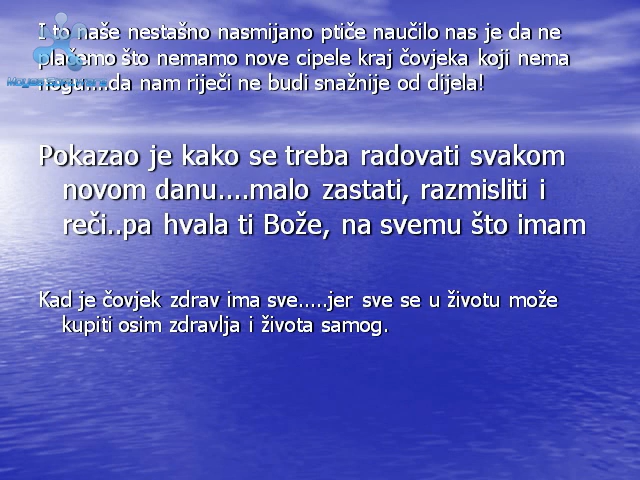 I to naše nestašno nasmijano ptiče naučilo nas je da ne
plačemo što nemamo nove cipele kraj čovjeka koji nema
nogu....da nam riječi ne budi snažnije od dijela!
Pokazao je kako se treba radovati svakom
novom danu....malo zastati, razmisliti i
reči..pa hvala ti Bože, na svemu što imam
Kad je čovjek zdrav ima sve.....jer sve se u životu može
kupiti osim zdravlja i života samog.